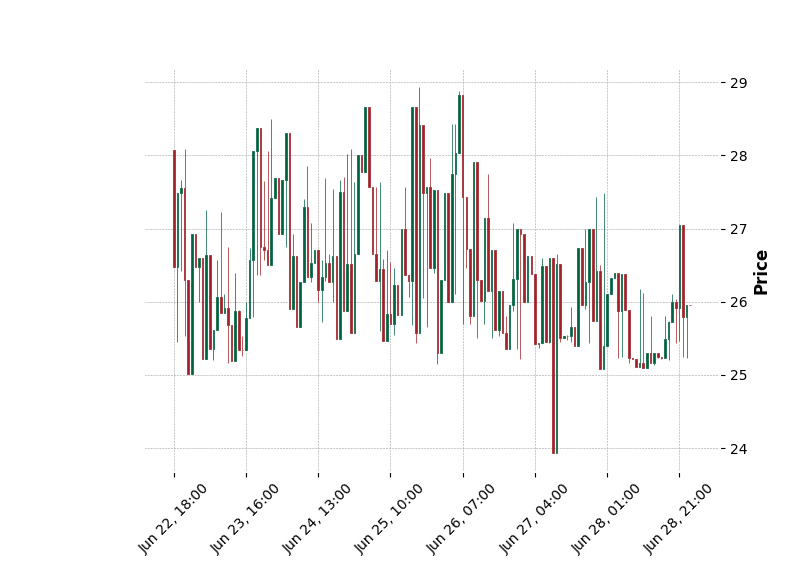 29
28
27
26
25
24
Price
Jun 22, 18:00
Jun 23, 16:00
Jun 24, 13:00
Jun 25, 10:00
Jun 26, 07:00
Jun 27, 04:00
Jun 28, 01:00
Jun 28, 21:00